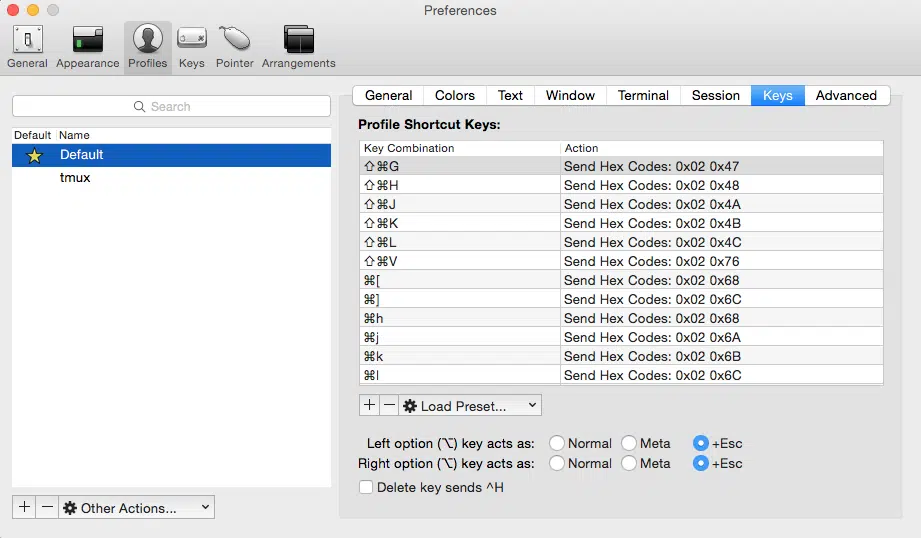 Preferences
General Appearance Profiles Keys Pointer Arrangements
Search
Default Name
Default
tmux
Other Actions...
General Colors Text Window Terminal Session Keys Advanced
Profile Shortcut Keys:
Key Combination Action
⇧⌘G Send Hex Codes: 0x02 0x47
⇧⌘H Send Hex Codes: 0x02 0x48
⇧⌘J Send Hex Codes: 0x02 0x4A
⇧⌘K Send Hex Codes: 0x02 0x4B
⇧⌘L Send Hex Codes: 0x02 0x4C
⇧⌘V Send Hex Codes: 0x02 0x76
⌘[ Send Hex Codes: 0x02 0x68
⌘] Send Hex Codes: 0x02 0x6C
⌘h Send Hex Codes: 0x02 0x68
⌘j Send Hex Codes: 0x02 0x6A
⌘k Send Hex Codes: 0x02 0x6B
⌘l Send Hex Codes: 0x02 0x6C
+ − Load Preset...
Left option (⌥) key acts as: Normal Meta +Esc
Right option (⌥) key acts as: Normal Meta +Esc
Delete key sends ^H